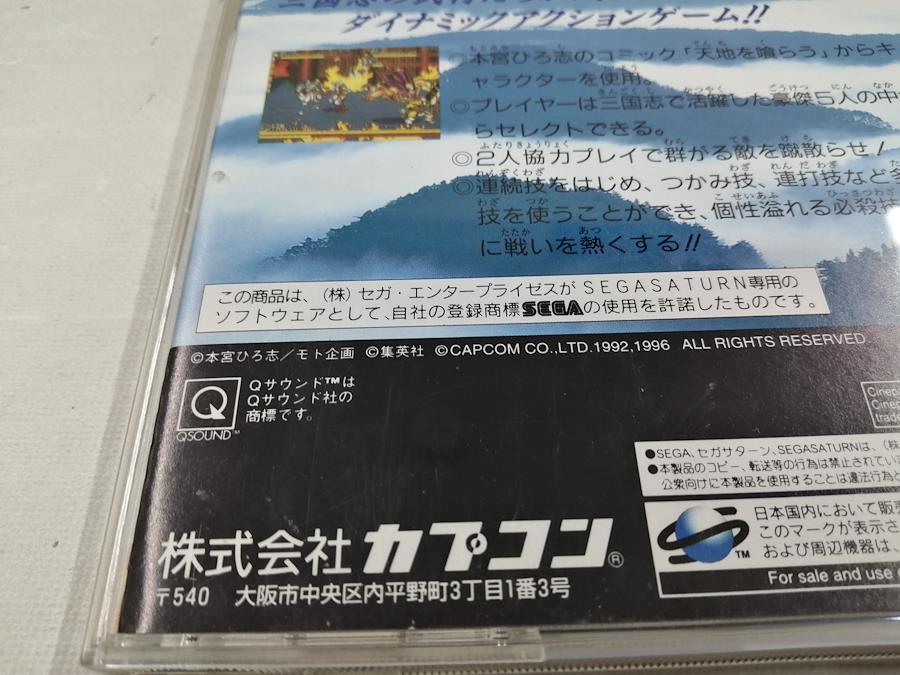 ダイナミックアクションゲーム!!
◎本宮ひろ志のコミック「天地を喰らう」からキ
ャラクターを使用。
◎プレイヤーは三国志で活躍した豪傑5人の中
らセレクトできる。
◎2人協力プレイで群がる敵を蹴散らせ!
◎連続技をはじめ、つかみ技、連打技など多
技を使うことができ、個性溢れる必殺技
に戦いを熱くする!!
この商品は、(株)セガ・エンタープライゼスがSEGASATURN専用の
ソフトウェアとして、自社の登録商標SEGAの使用を許諾したものです。
©本宮ひろ志/モト企画 ©集英社 ©CAPCOM CO.,LTD.1992,1996 ALL RIGHTS RESERVED
Qサウンド™は
Qサウンド社の
商標です。
QSOUND™
Cinep
Cinep
trade
●SEGA、セガサターン、SEGASATURNは、(株
●本製品のコピー、転送等の行為は禁止されてい
公衆向けに本製品を使用することは違法行為と
日本国内において販売
このマークが表示さ
および周辺機器は、
TM
For sale and use
株式会社 カプコン®
〒540 大阪市中央区内平野町3丁目1番3号